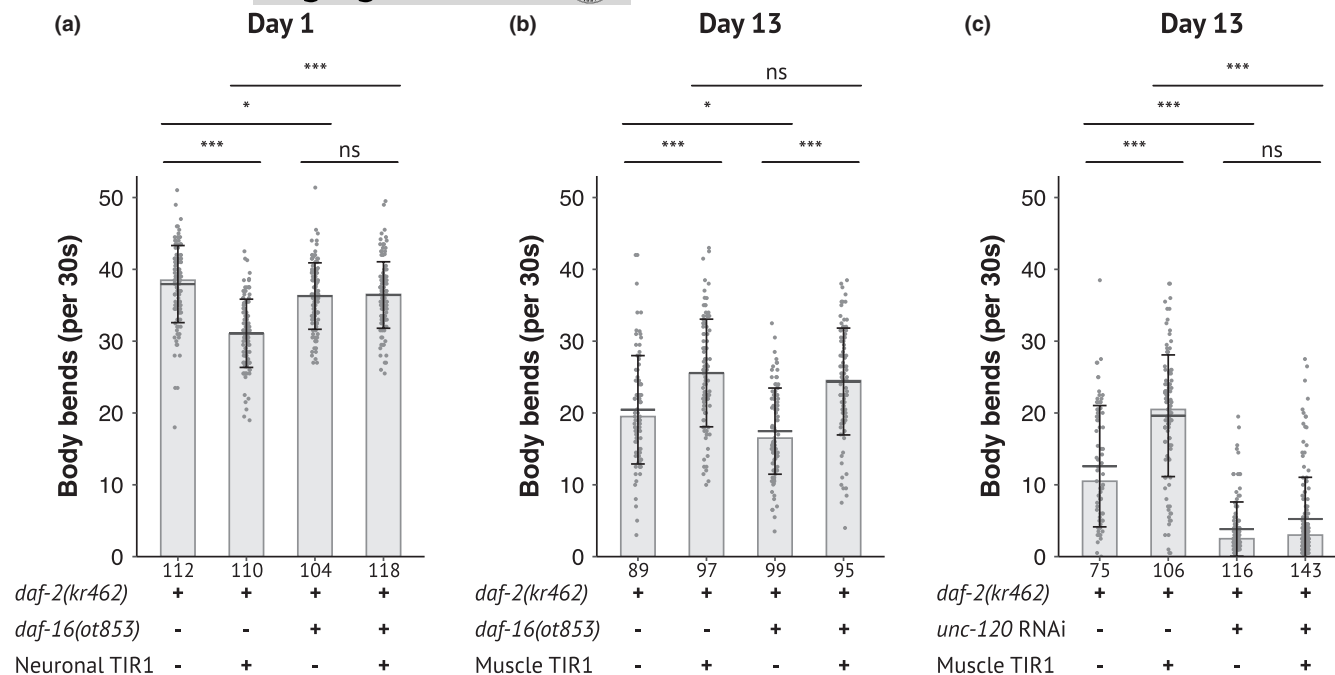 (a) Day 1
*** 
*
*** ns
50
40
30
20
10
0
Body bends (per 30s)
112 110 104 118
daf-2(kr462) + + + +
daf-16(ot853) - - + +
Neuronal TIR1 - + - +
(b) Day 13
ns
*
*** ***
50
40
30
20
10
0
Body bends (per 30s)
89 97 99 95
daf-2(kr462) + + + +
daf-16(ot853) - - + +
Muscle TIR1 - + - +
(c) Day 13
***
***
*** ns
50
40
30
20
10
0
Body bends (per 30s)
75 106 116 143
daf-2(kr462) + + + +
unc-120 RNAi - - + +
Muscle TIR1 - + - +